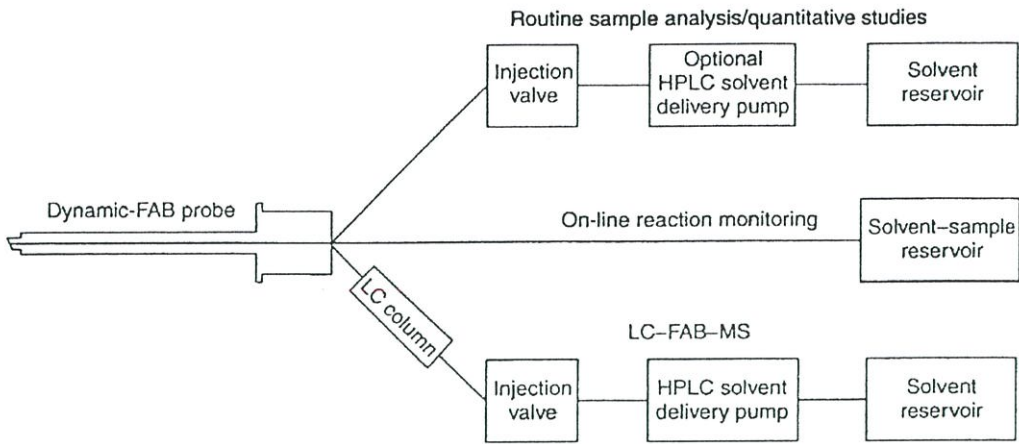 Routine sample analysis/quantitative studies
Injection
valve
Optional
HPLC solvent
delivery pump
Solvent
reservoir
Dynamic-FAB probe
On-line reaction monitoring
Solvent–sample
reservoir
LC column
LC–FAB–MS
Injection
valve
HPLC solvent
delivery pump
Solvent
reservoir